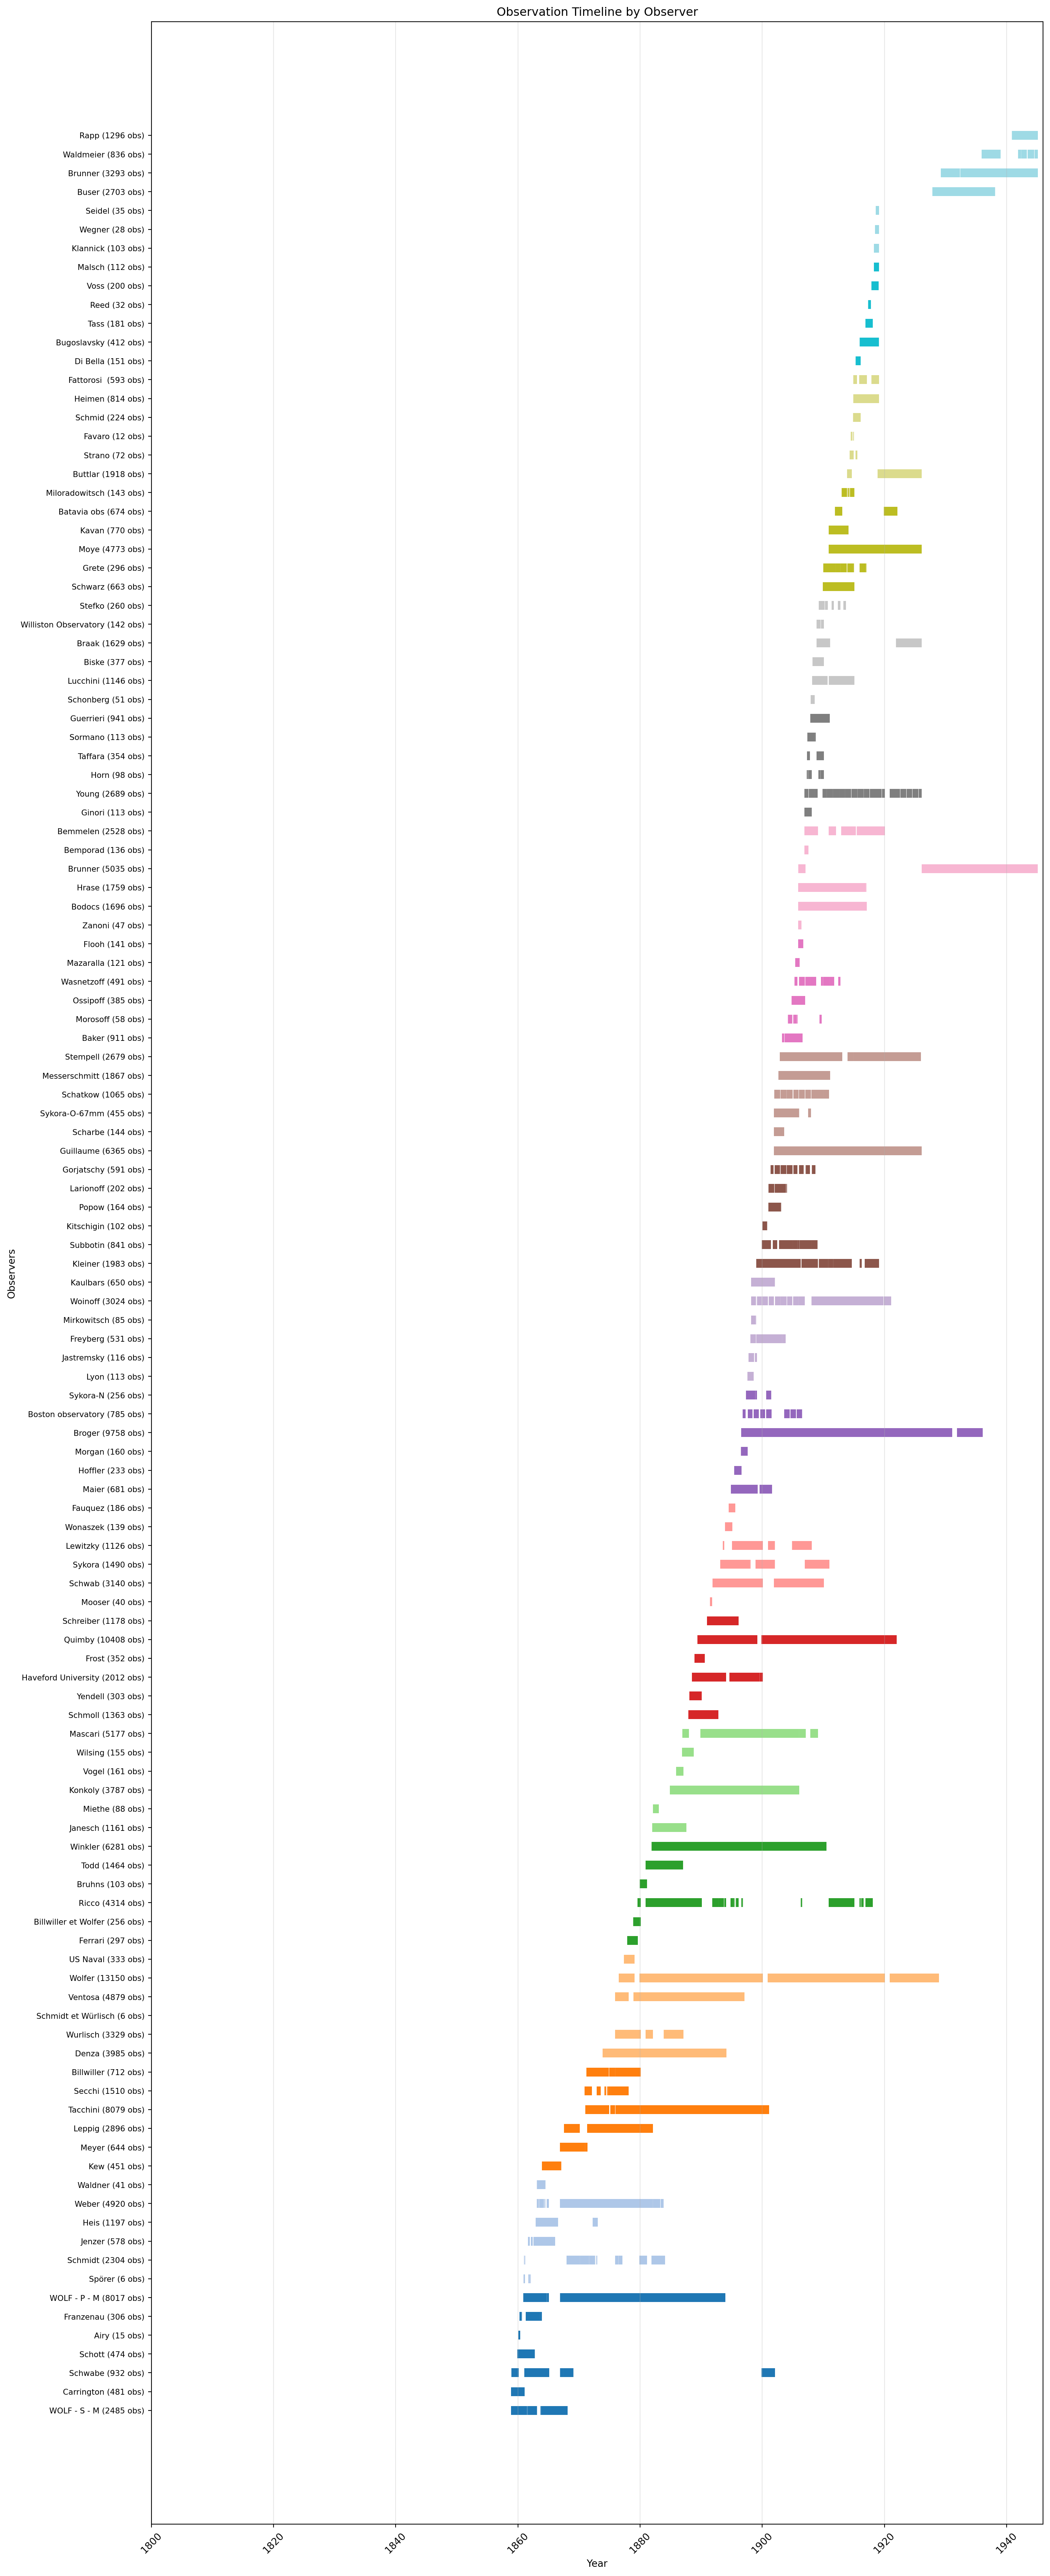 Observation Timeline by Observer
Rapp (1296 obs)
Waldmeier (836 obs)
Brunner (3293 obs)
Buser (2703 obs)
Seidel (35 obs)
Wegner (28 obs)
Klannick (103 obs)
Malsch (112 obs)
Voss (200 obs)
Reed (32 obs)
Tass (181 obs)
Bugoslavsky (412 obs)
Di Bella (151 obs)
Fattorosi  (593 obs)
Heimen (814 obs)
Schmid (224 obs)
Favaro (12 obs)
Strano (72 obs)
Buttlar (1918 obs)
Miloradowitsch (143 obs)
Batavia obs (674 obs)
Kavan (770 obs)
Moye (4773 obs)
Grete (296 obs)
Schwarz (663 obs)
Stefko (260 obs)
Williston Observatory (142 obs)
Braak (1629 obs)
Biske (377 obs)
Lucchini (1146 obs)
Schonberg (51 obs)
Guerrieri (941 obs)
Sormano (113 obs)
Taffara (354 obs)
Horn (98 obs)
Young (2689 obs)
Ginori (113 obs)
Bemmelen (2528 obs)
Bemporad (136 obs)
Brunner (5035 obs)
Hrase (1759 obs)
Bodocs (1696 obs)
Zanoni (47 obs)
Flooh (141 obs)
Mazaralla (121 obs)
Wasnetzoff (491 obs)
Ossipoff (385 obs)
Morosoff (58 obs)
Baker (911 obs)
Stempell (2679 obs)
Messerschmitt (1867 obs)
Schatkow (1065 obs)
Sykora-O-67mm (455 obs)
Scharbe (144 obs)
Guillaume (6365 obs)
Gorjatschy (591 obs)
Larionoff (202 obs)
Popow (164 obs)
Kitschigin (102 obs)
Subbotin (841 obs)
Kleiner (1983 obs)
Kaulbars (650 obs)
Woinoff (3024 obs)
Mirkowitsch (85 obs)
Freyberg (531 obs)
Jastremsky (116 obs)
Lyon (113 obs)
Sykora-N (256 obs)
Boston observatory (785 obs)
Broger (9758 obs)
Morgan (160 obs)
Hoffler (233 obs)
Maier (681 obs)
Fauquez (186 obs)
Wonaszek (139 obs)
Lewitzky (1126 obs)
Sykora (1490 obs)
Schwab (3140 obs)
Mooser (40 obs)
Schreiber (1178 obs)
Quimby (10408 obs)
Frost (352 obs)
Haveford University (2012 obs)
Yendell (303 obs)
Schmoll (1363 obs)
Mascari (5177 obs)
Wilsing (155 obs)
Vogel (161 obs)
Konkoly (3787 obs)
Miethe (88 obs)
Janesch (1161 obs)
Winkler (6281 obs)
Todd (1464 obs)
Bruhns (103 obs)
Ricco (4314 obs)
Billwiller et Wolfer (256 obs)
Ferrari (297 obs)
US Naval (333 obs)
Wolfer (13150 obs)
Ventosa (4879 obs)
Schmidt et Würlisch (6 obs)
Wurlisch (3329 obs)
Denza (3985 obs)
Billwiller (712 obs)
Secchi (1510 obs)
Tacchini (8079 obs)
Leppig (2896 obs)
Meyer (644 obs)
Kew (451 obs)
Waldner (41 obs)
Weber (4920 obs)
Heis (1197 obs)
Jenzer (578 obs)
Schmidt (2304 obs)
Spörer (6 obs)
WOLF - P - M (8017 obs)
Franzenau (306 obs)
Airy (15 obs)
Schott (474 obs)
Schwabe (932 obs)
Carrington (481 obs)
WOLF - S - M (2485 obs)
Observers
1800
1820
1840
1860
1880
1900
1920
1940
Year